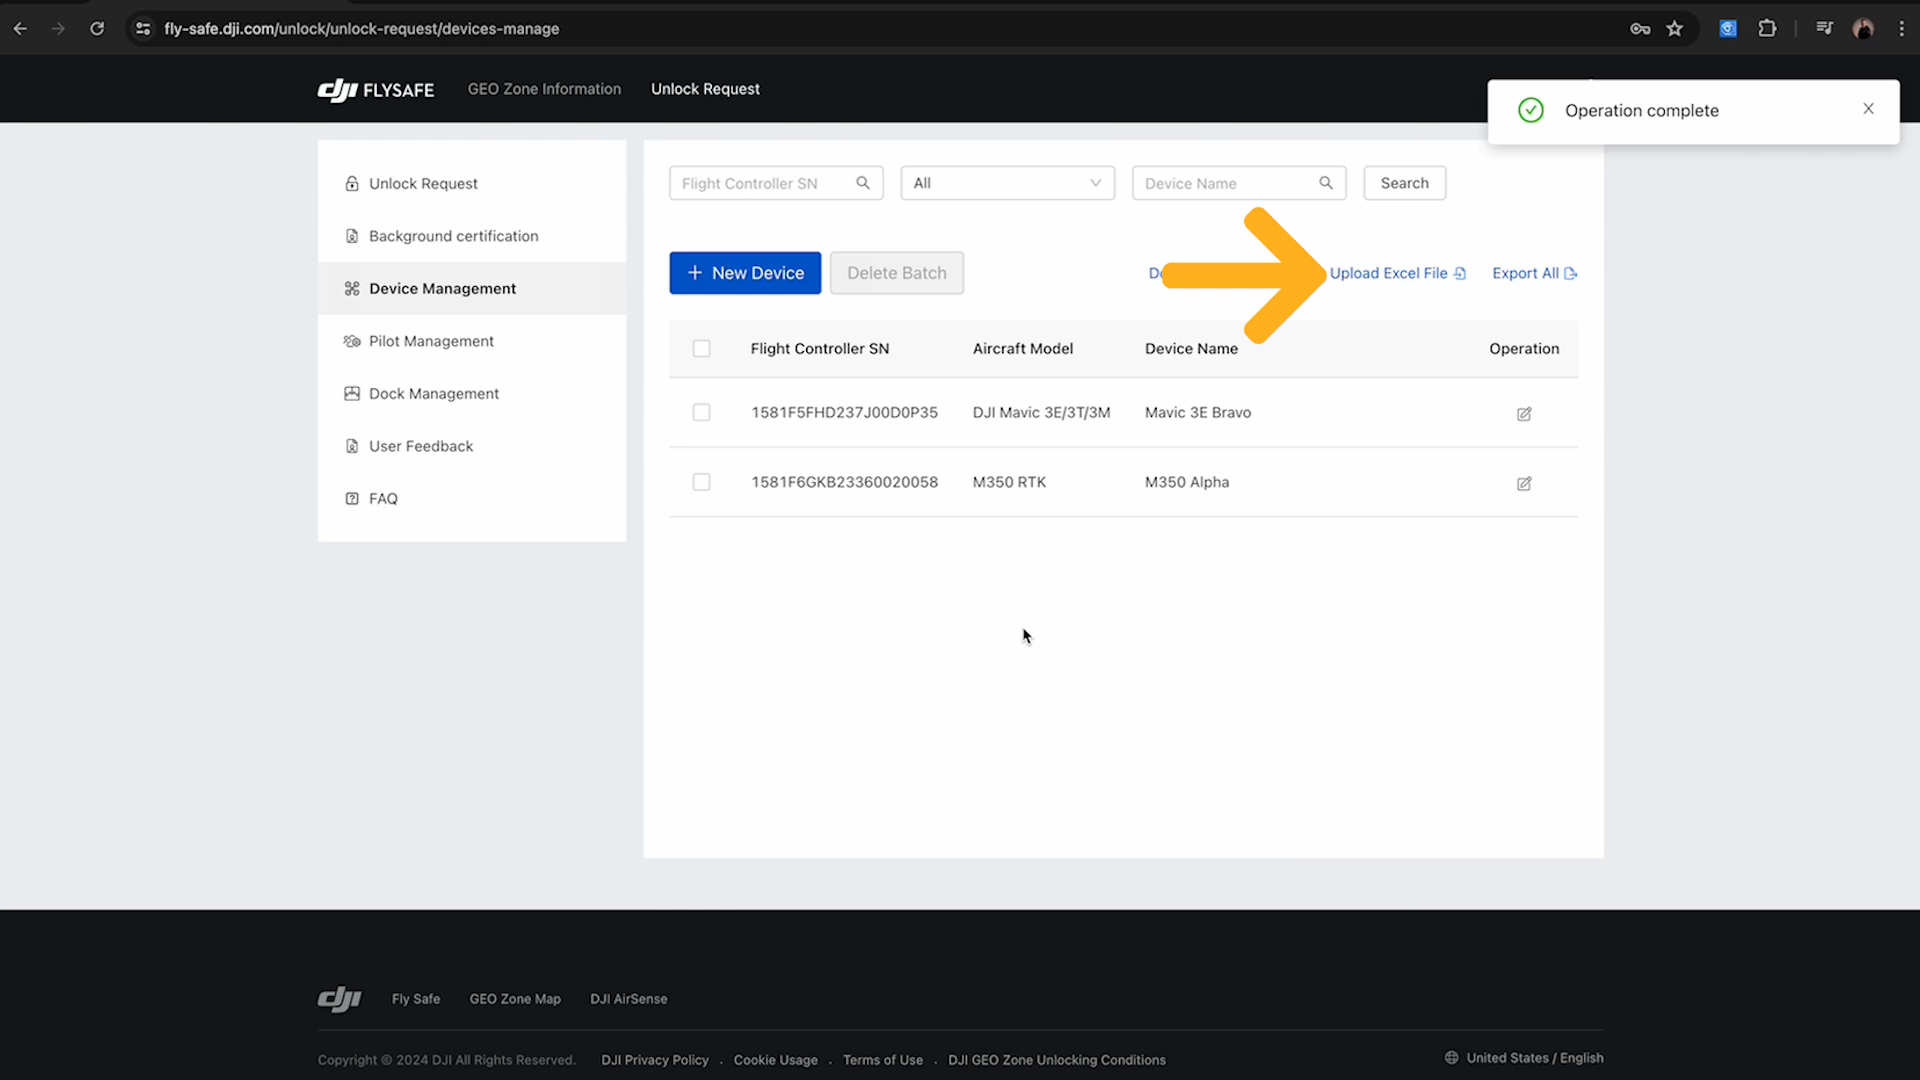 fly-safe.dji.com/unlock/unlock-request/devices-manage
dji FLYSAFE GEO Zone Information Unlock Request
Operation complete
Unlock Request
Background certification
Device Management
Pilot Management
Dock Management
User Feedback
FAQ
Flight Controller SN All Device Name Search
+ New Device Delete Batch Upload Excel File Export All
Flight Controller SN Aircraft Model Device Name Operation
1581F5FHD237J00D0P35 DJI Mavic 3E/3T/3M Mavic 3E Bravo
1581F6GKB23360020058 M350 RTK M350 Alpha
dji Fly Safe GEO Zone Map DJI AirSense
Copyright © 2024 DJI All Rights Reserved. DJI Privacy Policy . Cookie Usage . Terms of Use . DJI GEO Zone Unlocking Conditions United States / English